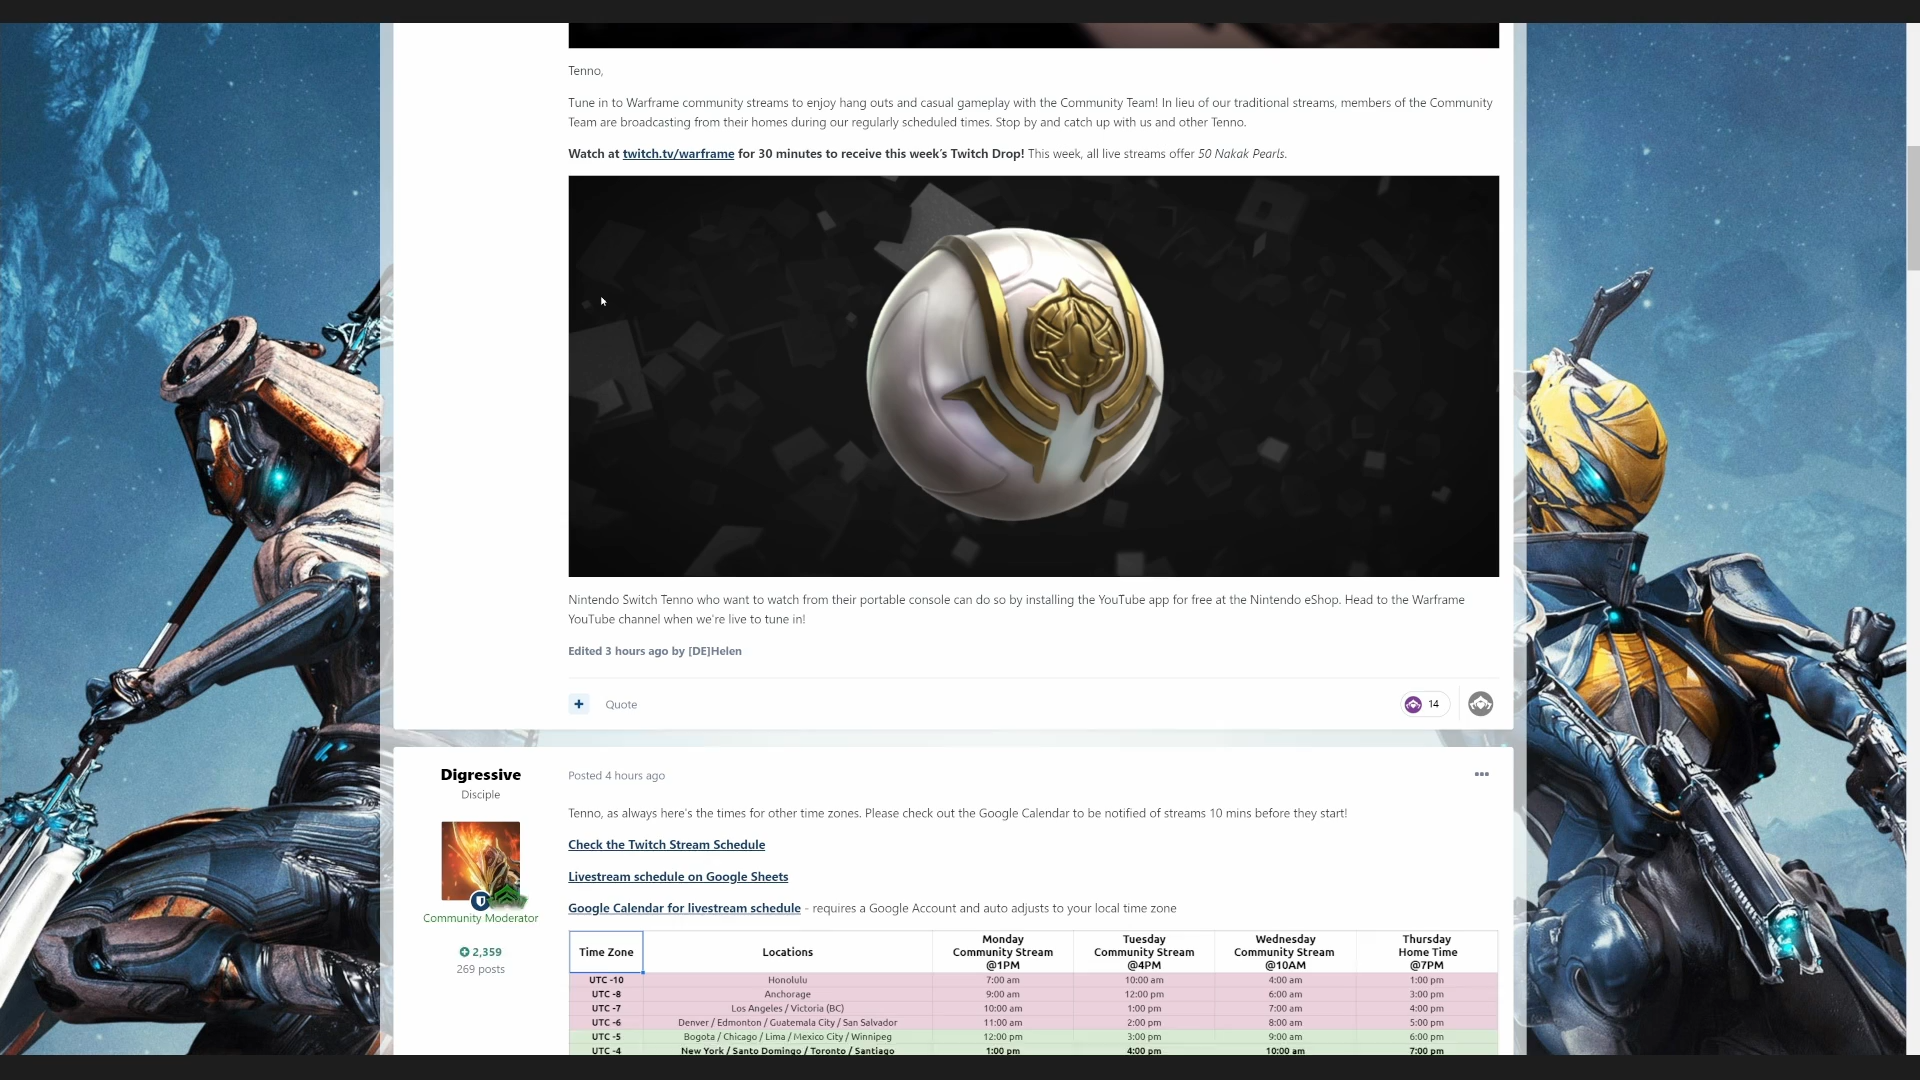 Tenno,
Tune in to Warframe community streams to enjoy hang outs and casual gameplay with the Community Team! In lieu of our traditional streams, members of the Community
Team are broadcasting from their homes during our regularly scheduled times. Stop by and catch up with us and other Tenno.
Watch at twitch.tv/warframe for 30 minutes to receive this week's Twitch Drop! This week, all live streams offer 50 Nakak Pearls.
Nintendo Switch Tenno who want to watch from their portable console can do so by installing the YouTube app for free at the Nintendo eShop. Head to the Warframe
YouTube channel when we're live to tune in!
Edited 3 hours ago by [DE]Helen
+ Quote 14
Digressive
Disciple
Community Moderator
2,359
269 posts
Posted 4 hours ago
Tenno, as always here's the times for other time zones. Please check out the Google Calendar to be notified of streams 10 mins before they start!
Check the Twitch Stream Schedule
Livestream schedule on Google Sheets
Google Calendar for livestream schedule - requires a Google Account and auto adjusts to your local time zone
Time Zone Locations Monday Community Stream @1PM Tuesday Community Stream @4PM Wednesday Community Stream @10AM Thursday Home Time @7PM
UTC -10 Honolulu 7:00 am 10:00 am 4:00 am 1:00 pm
UTC -8 Anchorage 9:00 am 12:00 pm 6:00 am 3:00 pm
UTC -7 Los Angeles / Victoria (BC) 10:00 am 1:00 pm 7:00 am 4:00 pm
UTC -6 Denver / Edmonton / Guatemala City / San Salvador 11:00 am 2:00 pm 8:00 am 5:00 pm
UTC -5 Bogota / Chicago / Lima / Mexico City / Winnipeg 12:00 pm 3:00 pm 9:00 am 6:00 pm
UTC -4 New York / Santo Domingo / Toronto / Santiago 1:00 pm 4:00 pm 10:00 am 7:00 pm